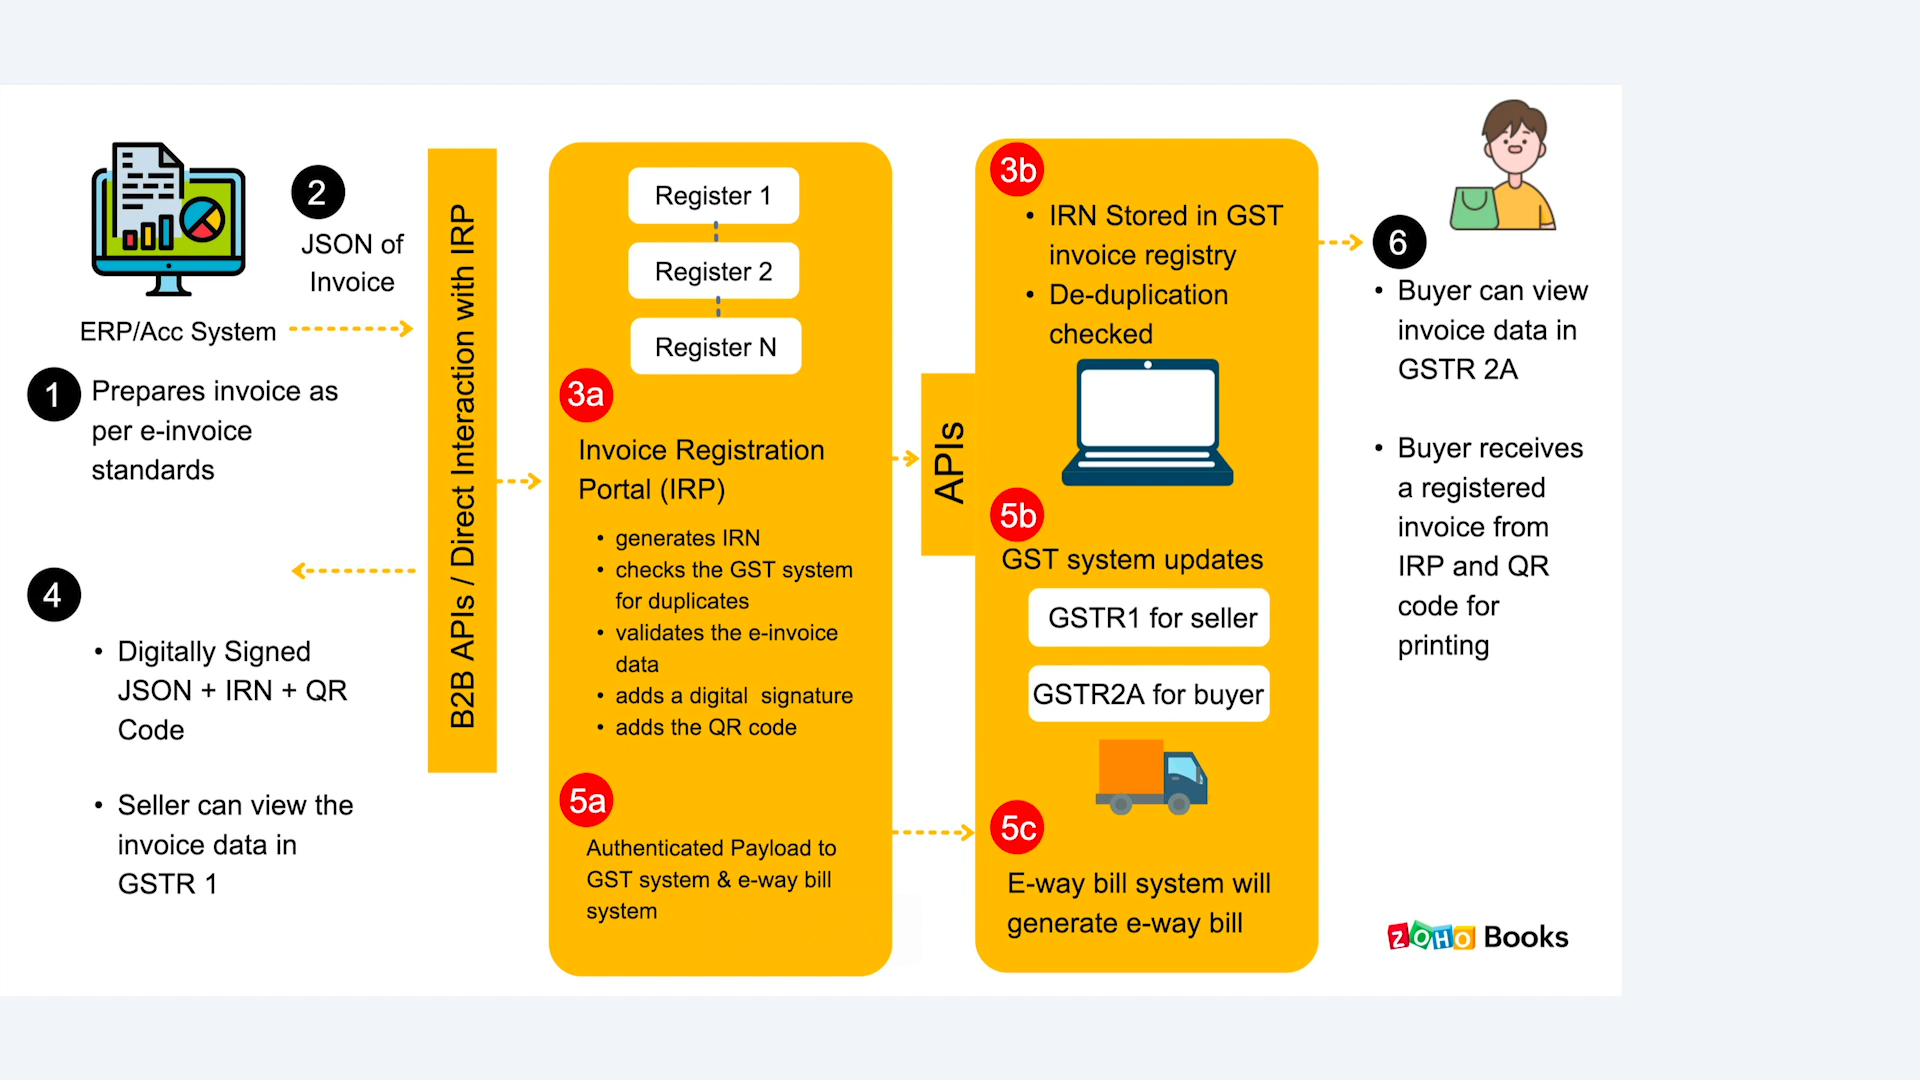 2
JSON of
Invoice
ERP/Acc System
1
Prepares invoice as
per e-invoice
standards
4
• Digitally Signed
JSON + IRN + QR
Code
• Seller can view the
invoice data in
GSTR 1
B2B APIs / Direct Interaction with IRP
Register 1
Register 2
Register N
3a
Invoice Registration
Portal (IRP)
• generates IRN
• checks the GST system
for duplicates
• validates the e-invoice
data
• adds a digital signature
• adds the QR code
5a
Authenticated Payload to
GST system & e-way bill
system
APIs
3b
• IRN Stored in GST
invoice registry
• De-duplication
checked
5b
GST system updates
GSTR1 for seller
GSTR2A for buyer
5c
E-way bill system will
generate e-way bill
6
• Buyer can view
invoice data in
GSTR 2A
• Buyer receives
a registered
invoice from
IRP and QR
code for
printing
ZOHO Books